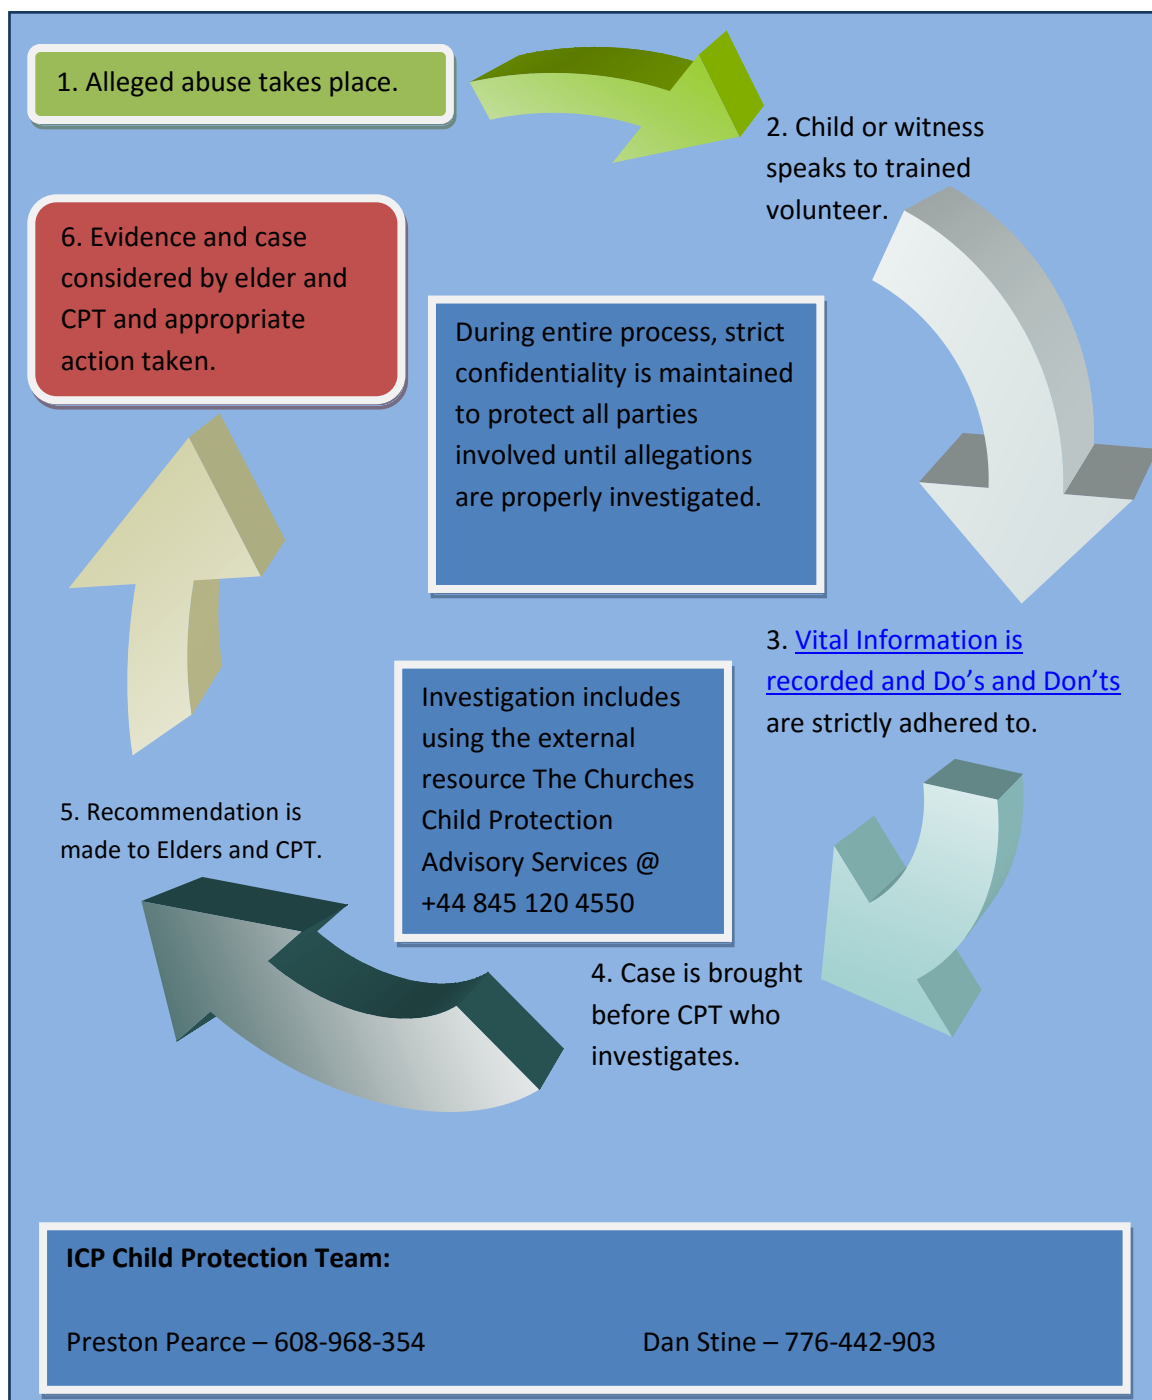 1. Alleged abuse takes place.
2. Child or witness
speaks to trained
volunteer.
6. Evidence and case
considered by elder and
CPT and appropriate
action taken.
During entire process, strict
confidentiality is maintained
to protect all parties
involved until allegations
are properly investigated.
3. Vital Information is
recorded and Do’s and Don’ts
are strictly adhered to.
Investigation includes
using the external
resource The Churches
Child Protection
Advisory Services @
+44 845 120 4550
5. Recommendation is
made to Elders and CPT.
4. Case is brought
before CPT who
investigates.
ICP Child Protection Team:
Preston Pearce – 608-968-354 Dan Stine – 776-442-903